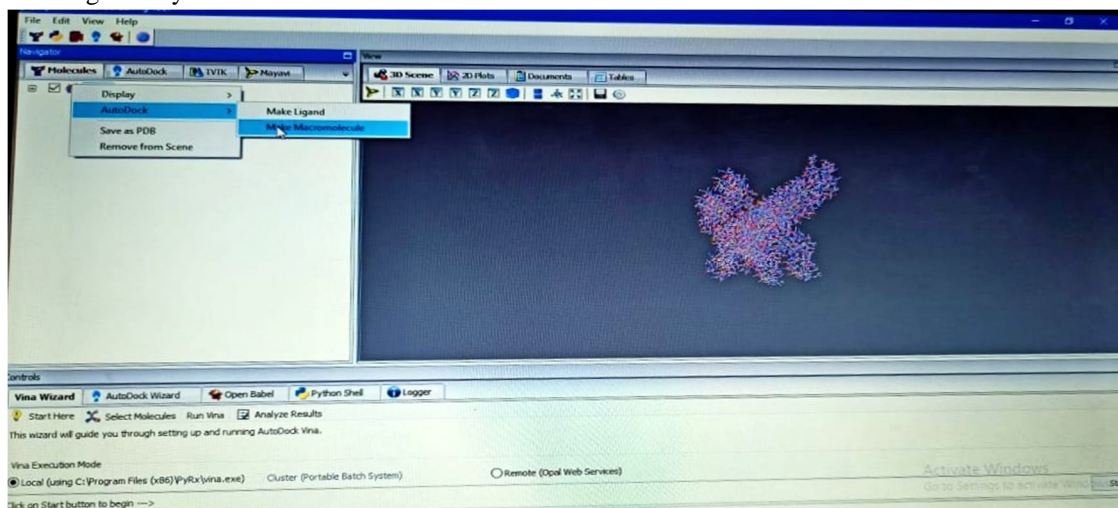 File Edit View Help
Navigator
View
Molecules AutoDock TVTK Mayavi
3D Scene 2D Plots Documents Tables
X X Y Y Z Z
Display >
AutoDock >
Make Ligand
Make Macromolecule
Save as PDB
Remove from Scene
Controls
Vina Wizard AutoDock Wizard Open Babel Python Shell Logger
Start Here Select Molecules Run Vina Analyze Results
This wizard will guide you through setting up and running AutoDock Vina.
Vina Execution Mode
Local (using C:\Program Files (x86)\PyRx\vina.exe) Cluster (Portable Batch System) Remote (Opal Web Services)
Activate Windows
Go to Settings to activate Windows
Click on Start button to begin --->